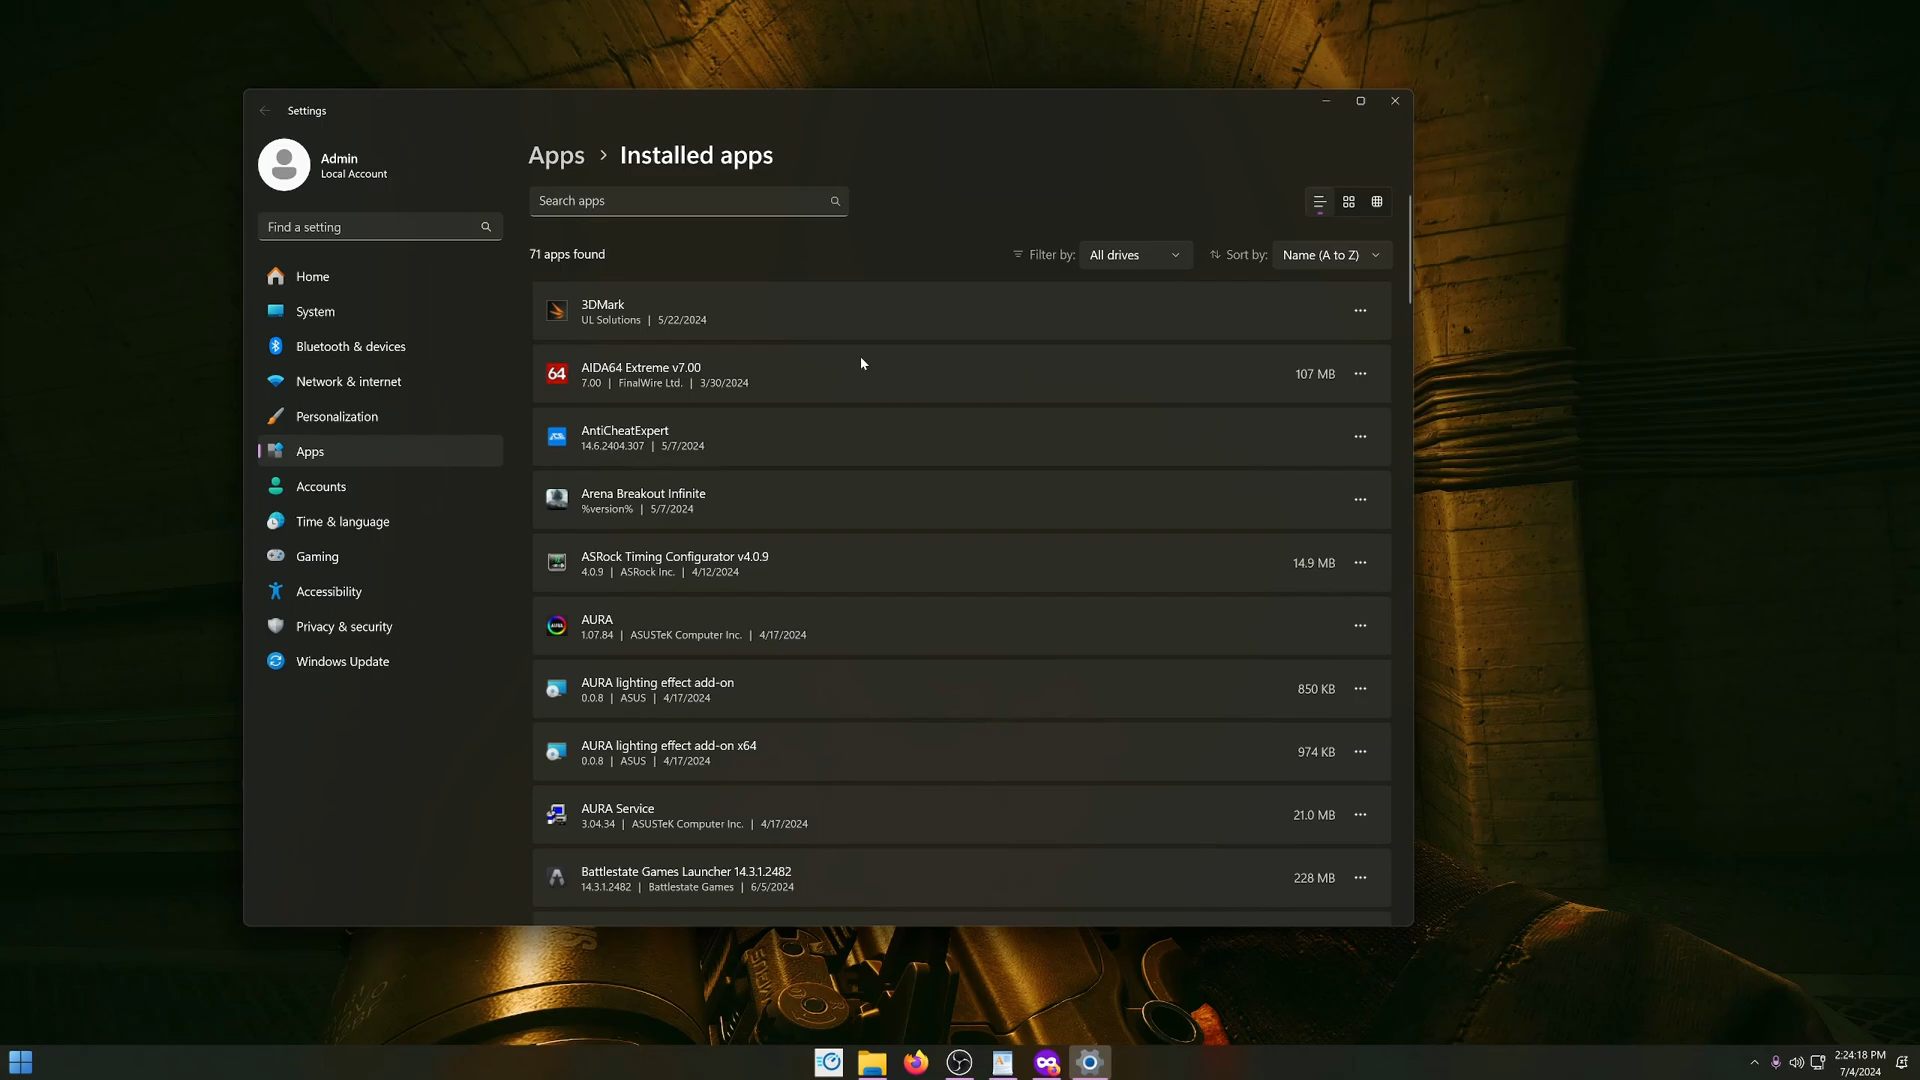 Settings
Admin
Local Account
Find a setting
Home
System
Bluetooth & devices
Network & internet
Personalization
Apps
Accounts
Time & language
Gaming
Accessibility
Privacy & security
Windows Update
Apps > Installed apps
Search apps
71 apps found
Filter by: All drives
Sort by: Name (A to Z)
3DMark
UL Solutions | 5/22/2024
64
AIDA64 Extreme v7.00
7.00 | FinalWire Ltd. | 3/30/2024
107 MB
AntiCheatExpert
14.6.2404.307 | 5/7/2024
Arena Breakout Infinite
%version% | 5/7/2024
ASRock Timing Configurator v4.0.9
4.0.9 | ASRock Inc. | 4/12/2024
14.9 MB
AURA
1.07.84 | ASUSTeK Computer Inc. | 4/17/2024
AURA lighting effect add-on
0.0.8 | ASUS | 4/17/2024
850 KB
AURA lighting effect add-on x64
0.0.8 | ASUS | 4/17/2024
974 KB
AURA Service
3.04.34 | ASUSTeK Computer Inc. | 4/17/2024
21.0 MB
Battlestate Games Launcher 14.3.1.2482
14.3.1.2482 | Battlestate Games | 6/5/2024
228 MB
2:24:18 PM
7/4/2024